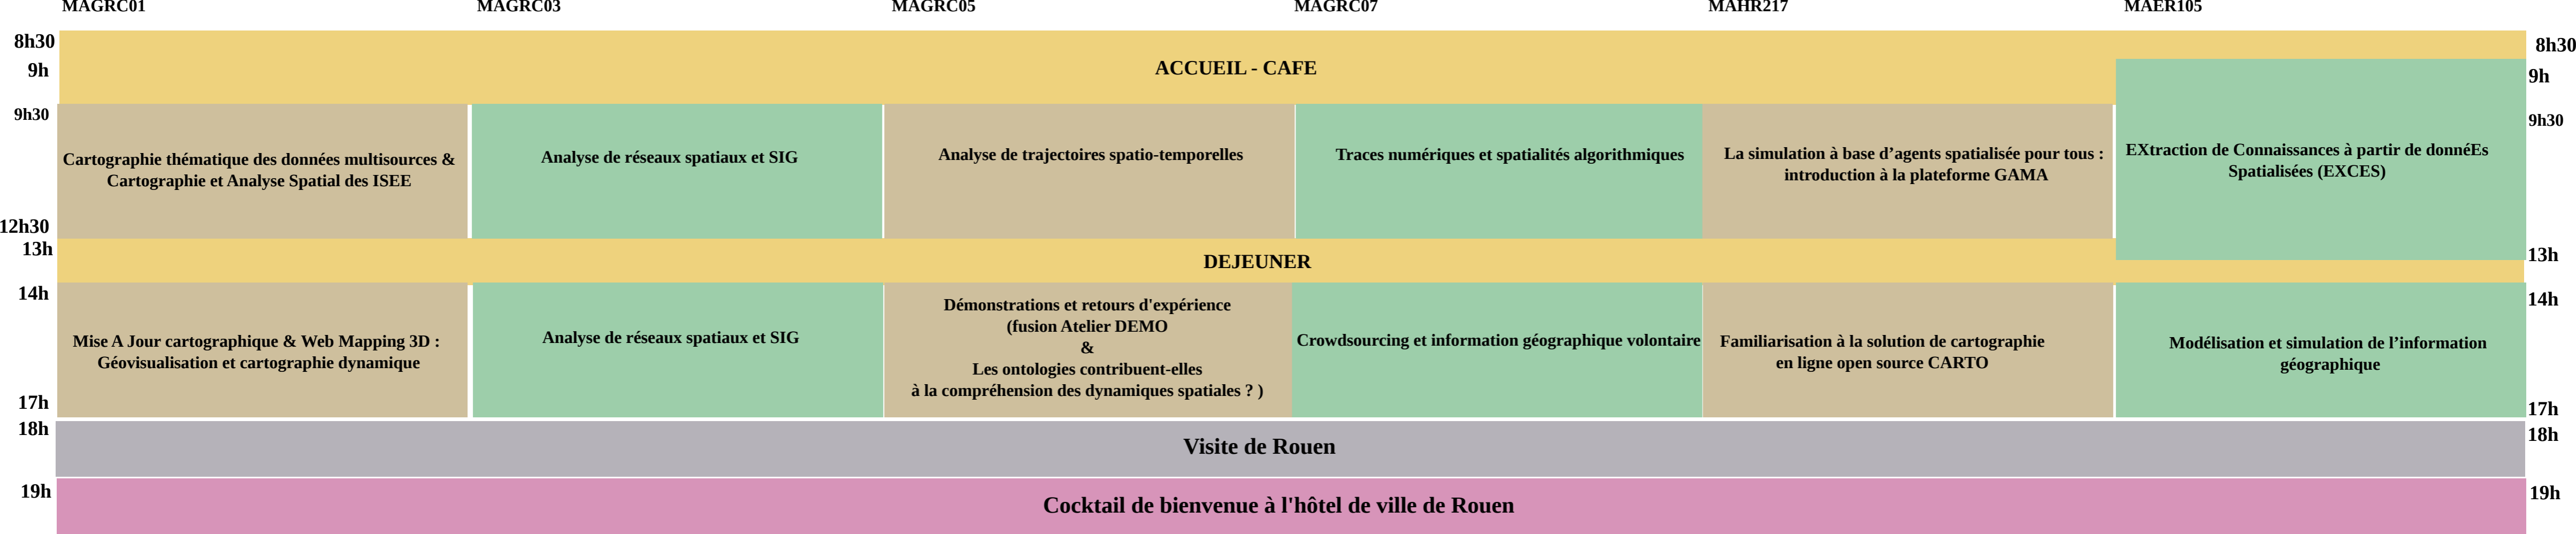 MAGRC01
MAGRC03
MAGRC05
MAGRC07
MAHR217
MAER105
8h30
8h30
ACCUEIL - CAFE
9h
9h
9h30
9h30
Cartographie thématique des données multisources &
Cartographie et Analyse Spatial des ISEE
Analyse de réseaux spatiaux et SIG
Analyse de trajectoires spatio-temporelles
Traces numériques et spatialités algorithmiques
La simulation à base d’agents spatialisée pour tous :
introduction à la plateforme GAMA
EXtraction de Connaissances à partir de donnéEs
Spatialisées (EXCES)
12h30
13h
13h
DEJEUNER
14h
14h
Mise A Jour cartographique & Web Mapping 3D :
Géovisualisation et cartographie dynamique
Analyse de réseaux spatiaux et SIG
Démonstrations et retours d'expérience
(fusion Atelier DEMO
&
Les ontologies contribuent-elles
à la compréhension des dynamiques spatiales ? )
Crowdsourcing et information géographique volontaire
Familiarisation à la solution de cartographie
en ligne open source CARTO
Modélisation et simulation de l’information
géographique
17h
17h
18h
18h
Visite de Rouen
19h
19h
Cocktail de bienvenue à l'hôtel de ville de Rouen